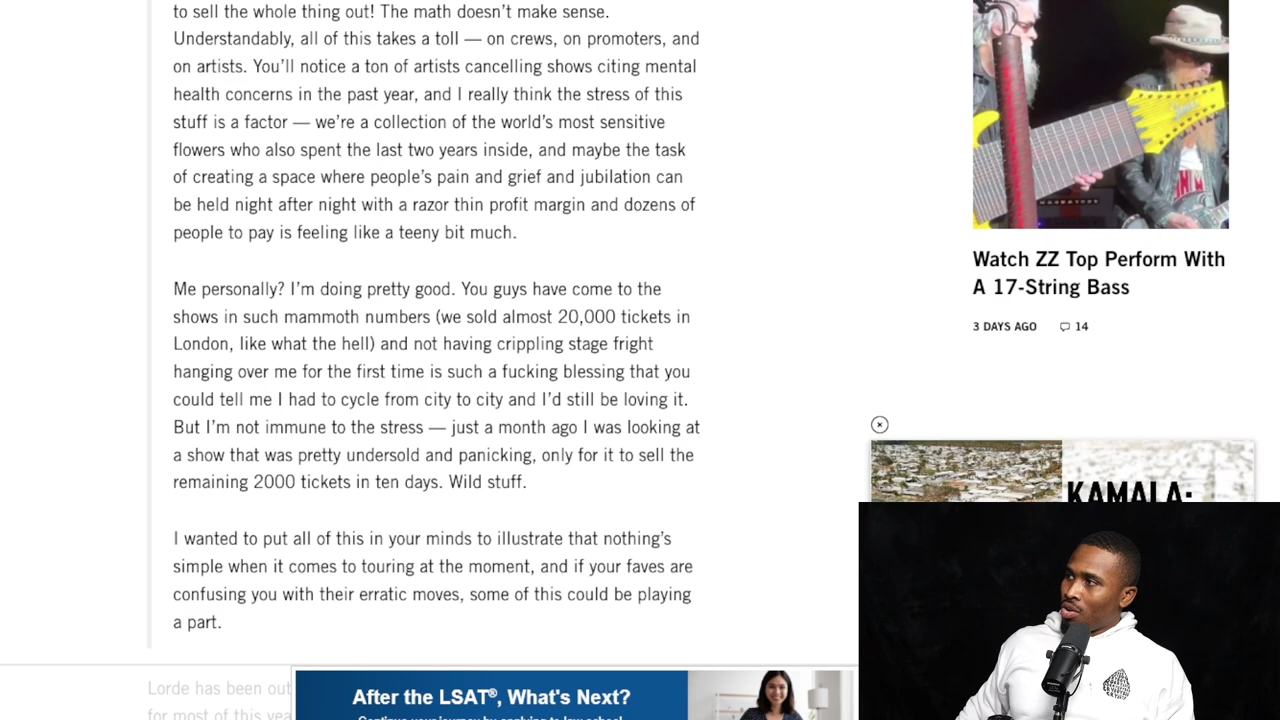 to sell the whole thing out! The math doesn’t make sense.
Understandably, all of this takes a toll — on crews, on promoters, and
on artists. You’ll notice a ton of artists cancelling shows citing mental
health concerns in the past year, and I really think the stress of this
stuff is a factor — we’re a collection of the world’s most sensitive
flowers who also spent the last two years inside, and maybe the task
of creating a space where people’s pain and grief and jubilation can
be held night after night with a razor thin profit margin and dozens of
people to pay is feeling like a teeny bit much.
Me personally? I’m doing pretty good. You guys have come to the
shows in such mammoth numbers (we sold almost 20,000 tickets in
London, like what the hell) and not having crippling stage fright
hanging over me for the first time is such a fucking blessing that you
could tell me I had to cycle from city to city and I’d still be loving it.
But I’m not immune to the stress — just a month ago I was looking at
a show that was pretty undersold and panicking, only for it to sell the
remaining 2000 tickets in ten days. Wild stuff.
I wanted to put all of this in your minds to illustrate that nothing’s
simple when it comes to touring at the moment, and if your faves are
confusing you with their erratic moves, some of this could be playing
a part.
Lorde has been out
for most of this yea
Watch ZZ Top Perform With
A 17-String Bass
3 DAYS AGO 14
KAMALA:
After the LSAT®, What's Next?
Continue your journey by applying to law school